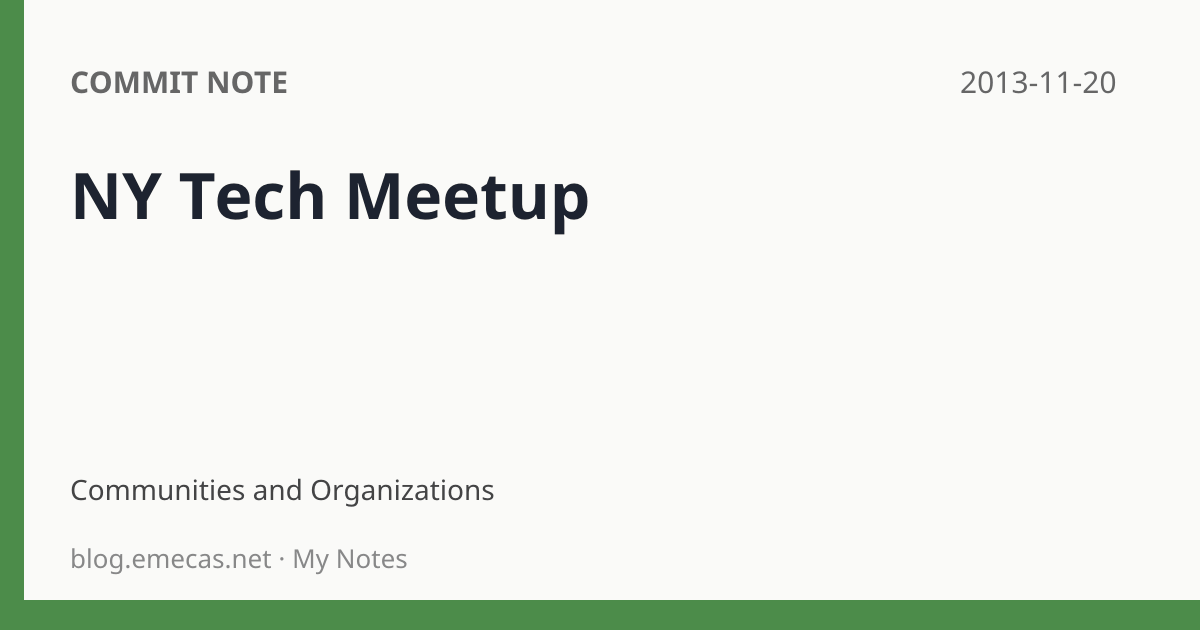 COMMIT NOTE
2013-11-20
NY Tech Meetup
Communities and Organizations
blog.emecas.net · My Notes